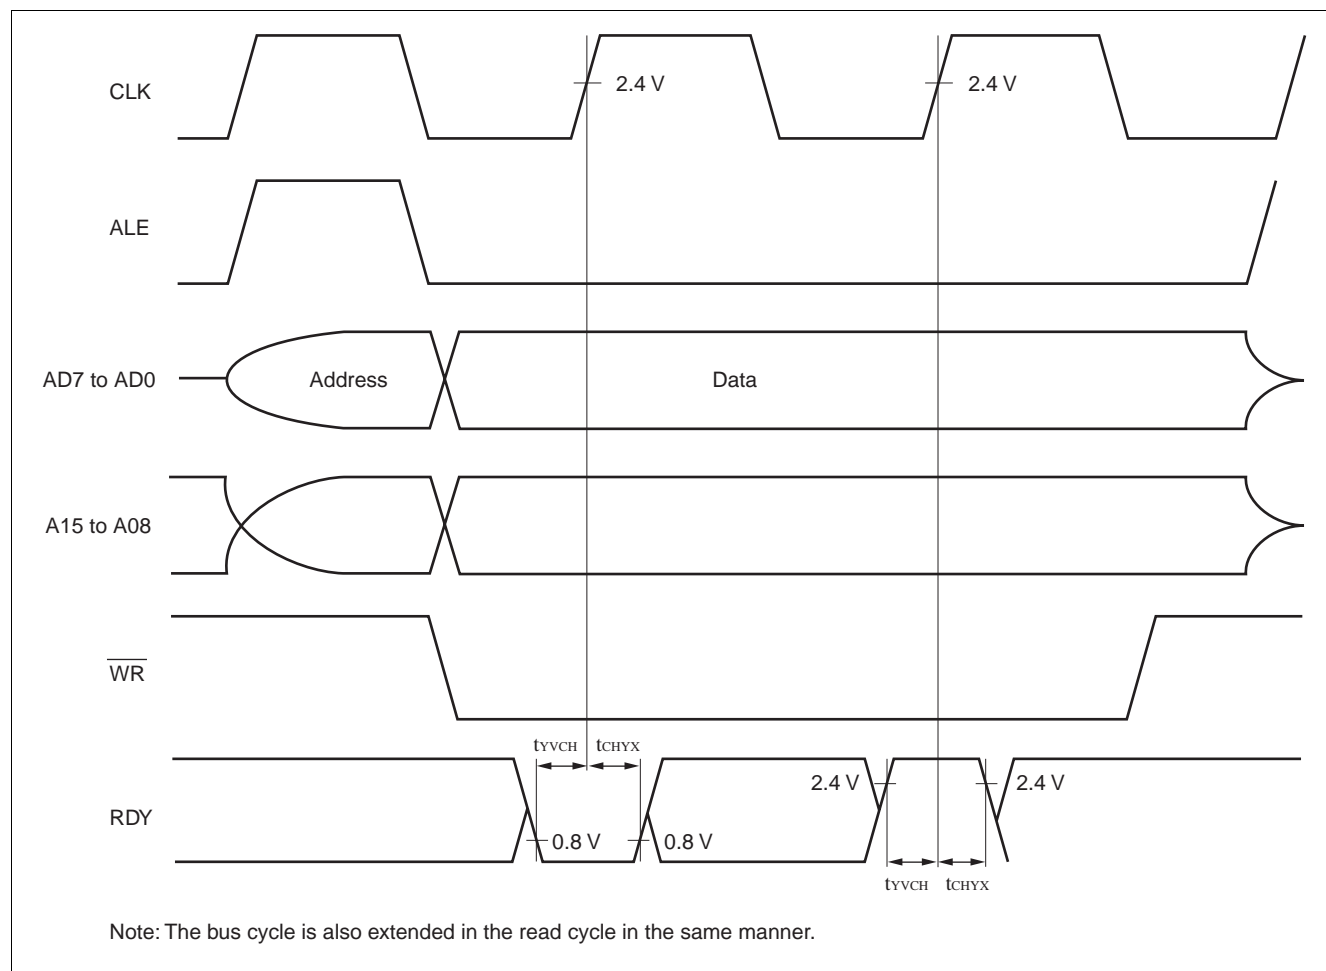 CLK
2.4 V
2.4 V
ALE
AD7 to AD0
Address
Data
A15 to A08
WR
tYVCH
tCHYX
RDY
2.4 V
2.4 V
0.8 V
0.8 V
tYVCH
tCHYX
Note: The bus cycle is also extended in the read cycle in the same manner.